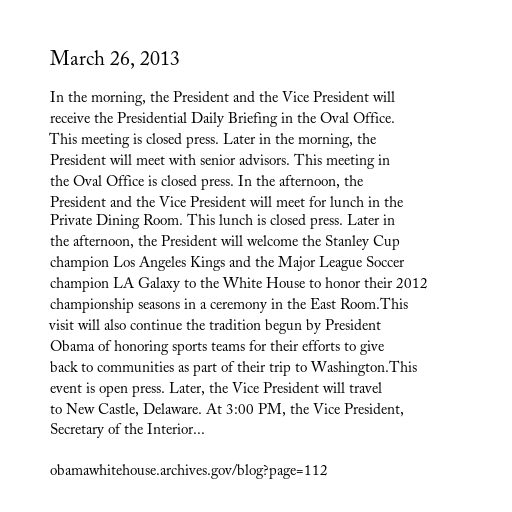 March 26, 2013
In the morning, the President and the Vice President will
receive the Presidential Daily Briefing in the Oval Office.
This meeting is closed press. Later in the morning, the
President will meet with senior advisors. This meeting in
the Oval Office is closed press. In the afternoon, the
President and the Vice President will meet for lunch in the
Private Dining Room. This lunch is closed press. Later in
the afternoon, the President will welcome the Stanley Cup
champion Los Angeles Kings and the Major League Soccer
champion LA Galaxy to the White House to honor their 2012
championship seasons in a ceremony in the East Room.This
visit will also continue the tradition begun by President
Obama of honoring sports teams for their efforts to give
back to communities as part of their trip to Washington.This
event is open press. Later, the Vice President will travel
to New Castle, Delaware. At 3:00 PM, the Vice President,
Secretary of the Interior...
obamawhitehouse.archives.gov/blog?page=112